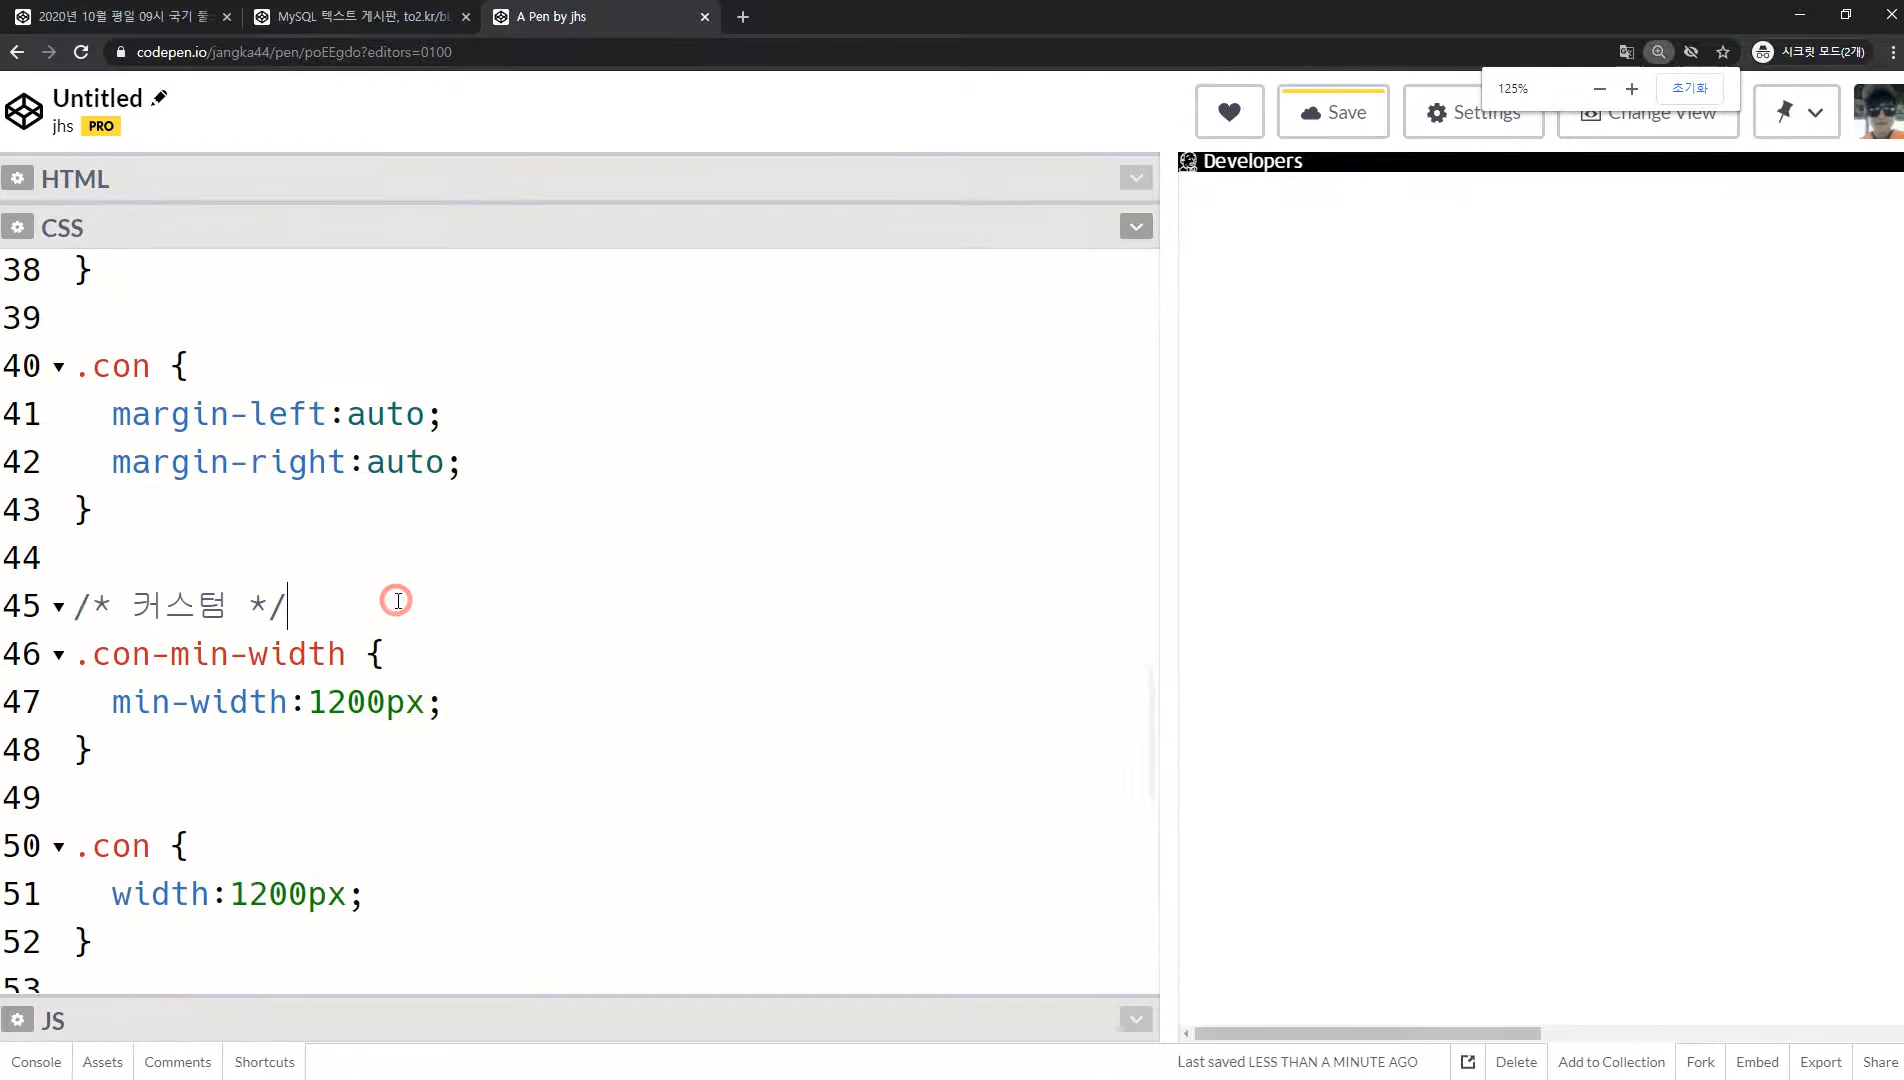 2020년 10월 평일 09시 국기 풀
MySQL 텍스트 게시판, to2.kr/bl
A Pen by jhs
codepen.io/jangka44/pen/poEEgdo?editors=0100
시크릿 모드(2개)
125%
초기화
Untitled
jhs PRO
Save
Settings
Change View
HTML
CSS
38 }
39
40 .con {
41 margin-left:auto;
42 margin-right:auto;
43 }
44
45 /* 커스텀 */
46 .con-min-width {
47 min-width:1200px;
48 }
49
50 .con {
51 width:1200px;
52 }
53
JS
Developers
Console
Assets
Comments
Shortcuts
Last saved LESS THAN A MINUTE AGO
Delete
Add to Collection
Fork
Embed
Export
Share